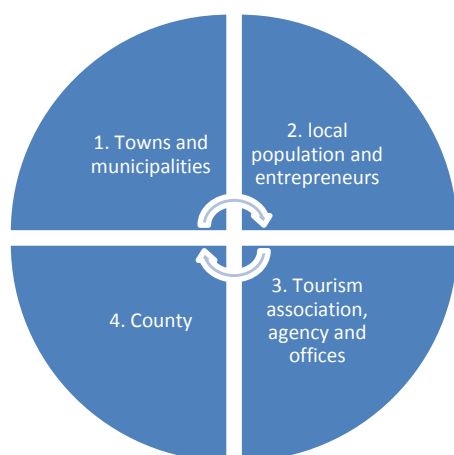 1. Towns and
municipalities
2. local
population and
entrepreneurs
3. Tourism
association,
agency and
offices
4. County